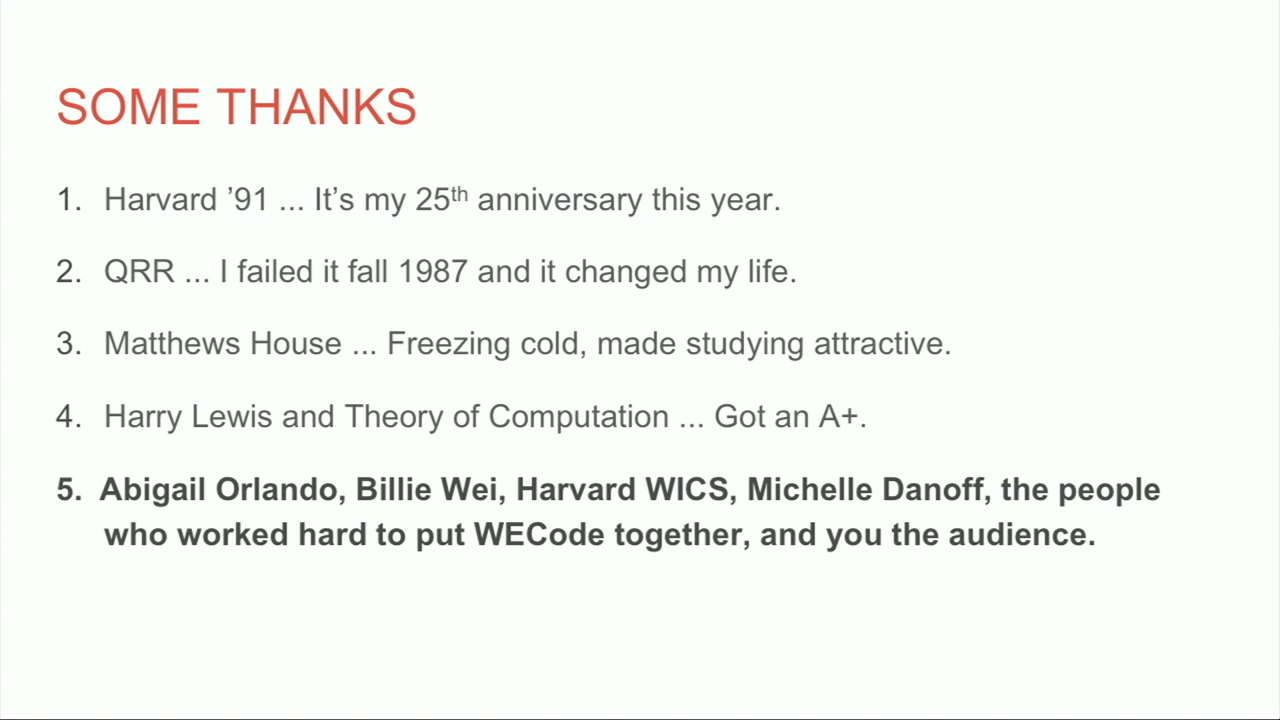 SOME THANKS
1. Harvard ’91 ... It’s my 25th anniversary this year.
2. QRR ... I failed it fall 1987 and it changed my life.
3. Matthews House ... Freezing cold, made studying attractive.
4. Harry Lewis and Theory of Computation ... Got an A+.
5. Abigail Orlando, Billie Wei, Harvard WICS, Michelle Danoff, the people
who worked hard to put WECode together, and you the audience.